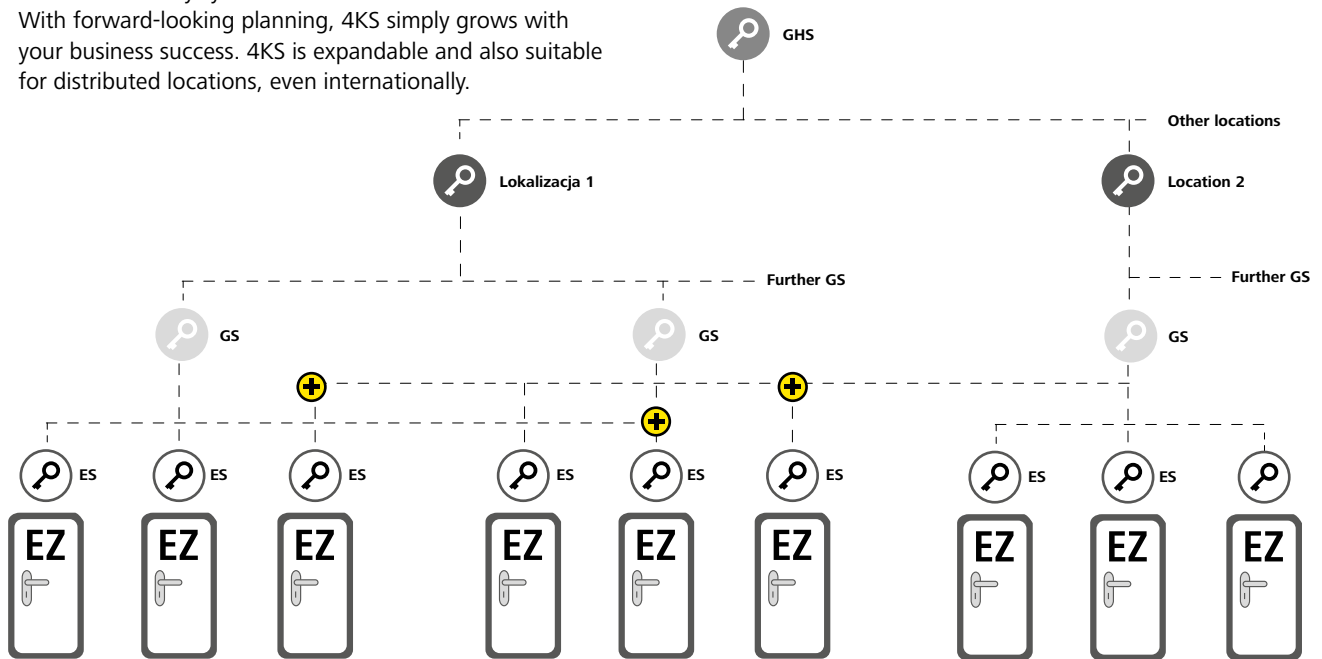 With forward-looking planning, 4KS simply grows with
your business success. 4KS is expandable and also suitable
for distributed locations, even internationally.
GHS
Other locations
Lokalizacja 1
Location 2
Further GS
Further GS
GS
GS
GS
ES
ES
ES
ES
ES
ES
ES
ES
EZ
EZ
EZ
EZ
EZ
EZ
EZ
EZ
EZ